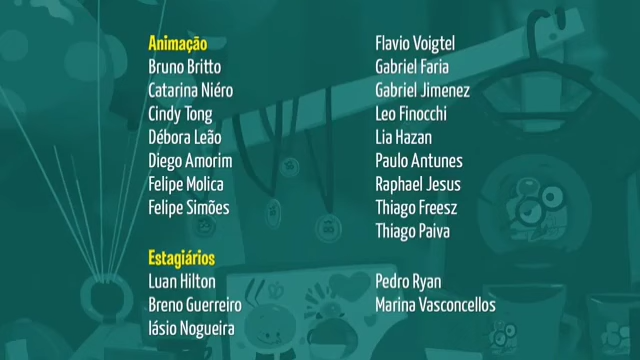 Animação
Bruno Britto
Catarina Niéro
Cindy Tong
Débora Leão
Diego Amorim
Felipe Molica
Felipe Simões
Flavio Voigtel
Gabriel Faria
Gabriel Jimenez
Leo Finocchi
Lia Hazan
Paulo Antunes
Raphael Jesus
Thiago Freesz
Thiago Paiva
Estagiários
Luan Hilton
Breno Guerreiro
Iásio Nogueira
Pedro Ryan
Marina Vasconcellos